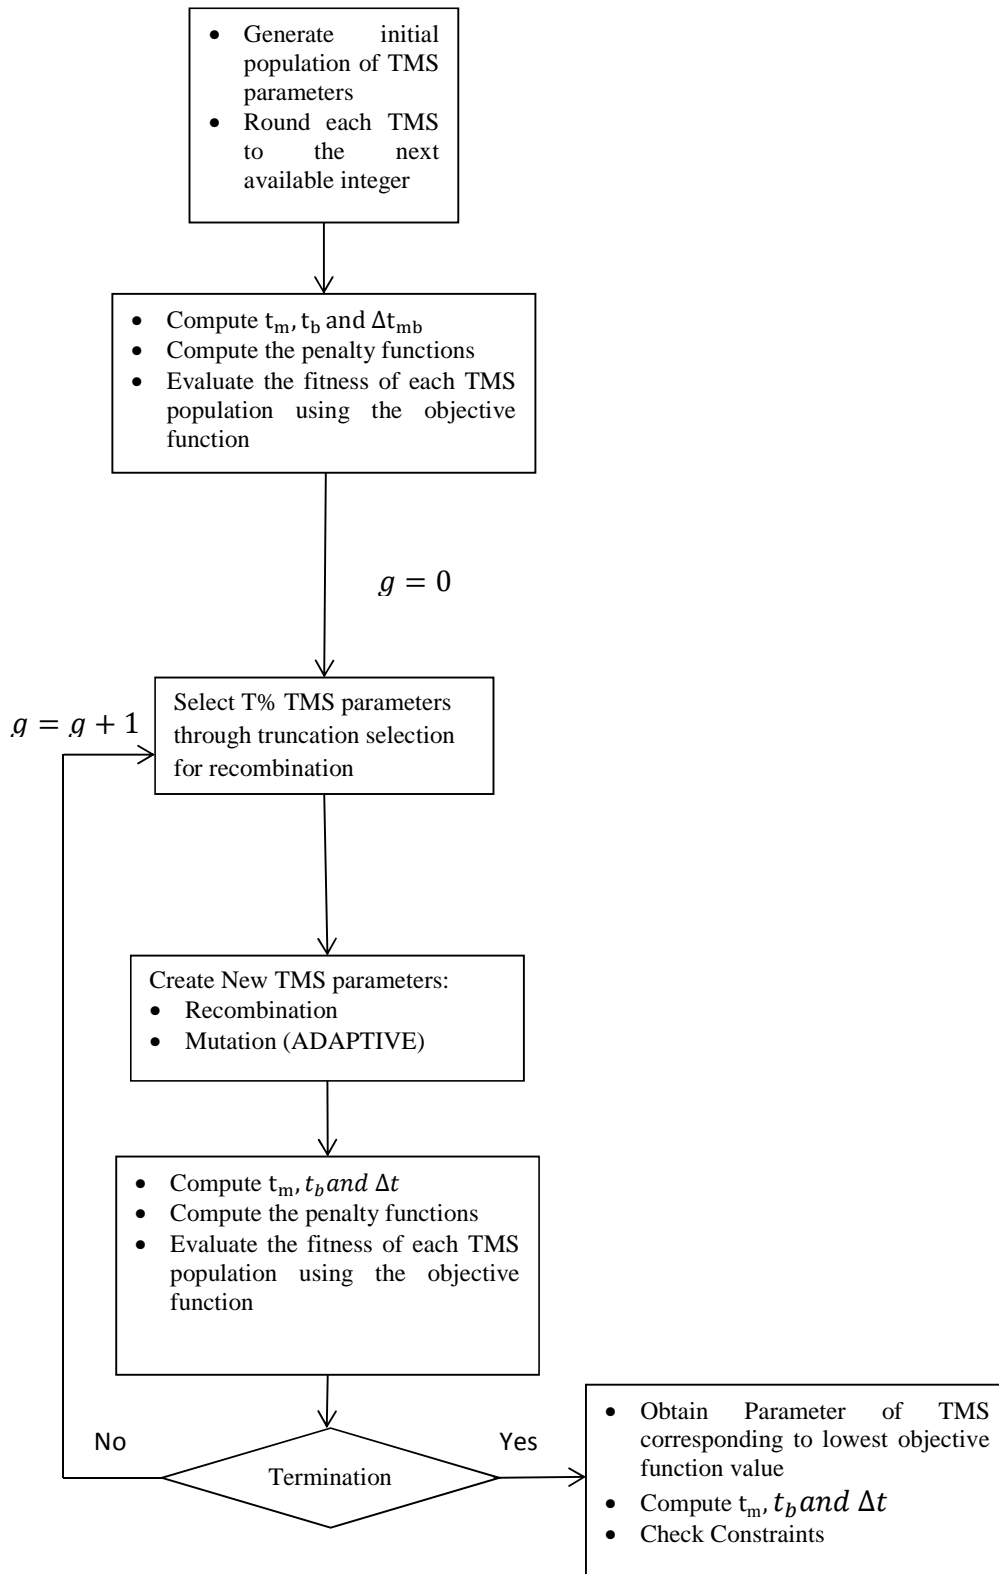 • Generate initial
population of TMS
parameters
• Round each TMS
to the next
available integer
• Compute tₘ, t_b and Δt_mb
• Compute the penalty functions
• Evaluate the fitness of each TMS
population using the objective
function
g = 0
g = g + 1
Select T% TMS parameters
through truncation selection
for recombination
Create New TMS parameters:
• Recombination
• Mutation (ADAPTIVE)
• Compute tₘ, t_b and Δt
• Compute the penalty functions
• Evaluate the fitness of each TMS
population using the objective
function
No
Termination
Yes
• Obtain Parameter of TMS
corresponding to lowest objective
function value
• Compute tₘ, t_b and Δt
• Check Constraints